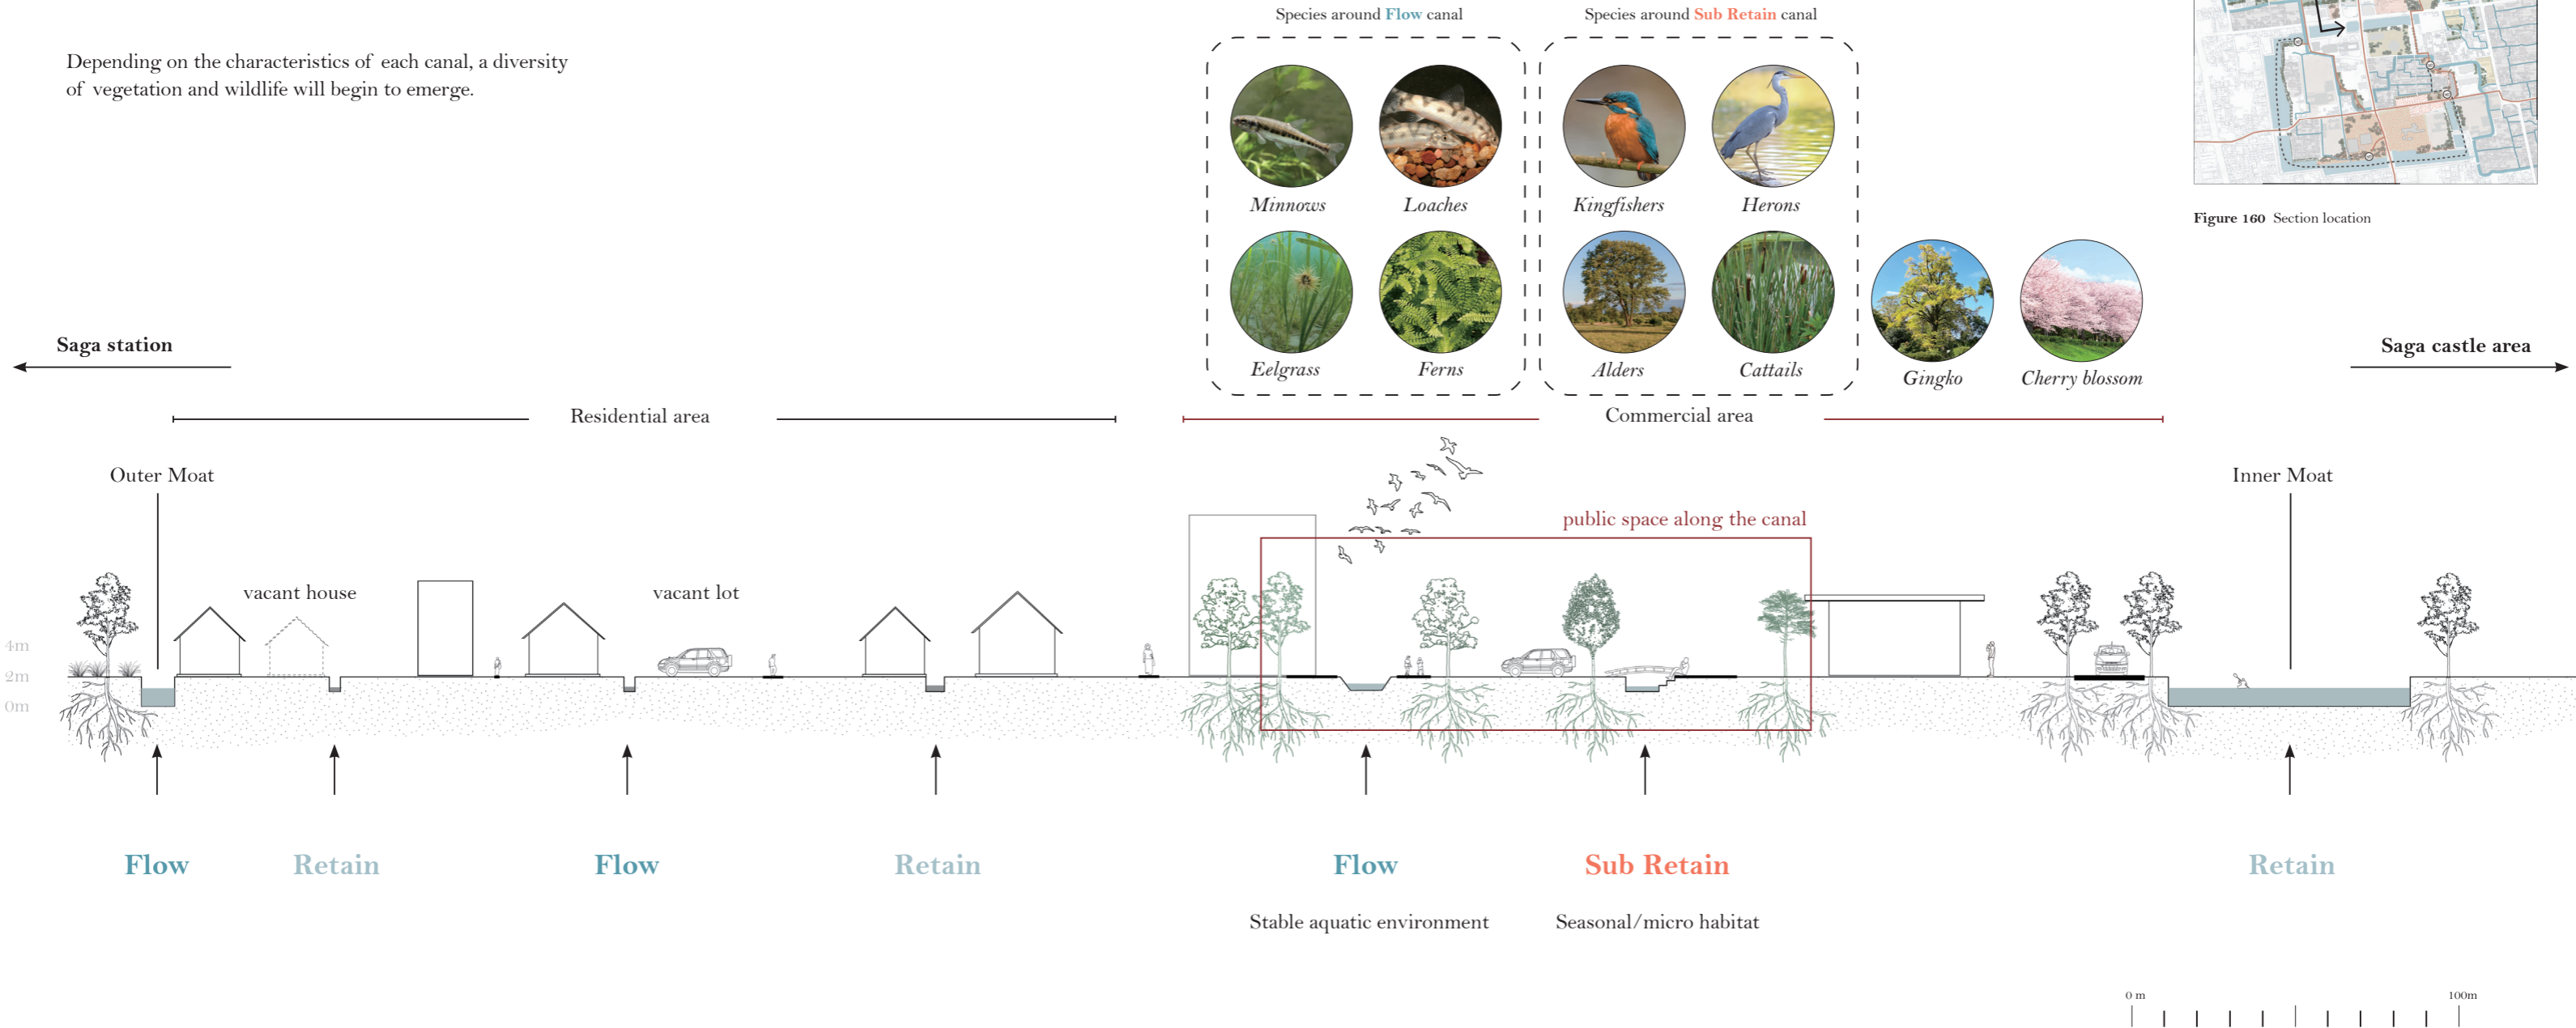 Depending on the characteristics of each canal, a diversity
of vegetation and wildlife will begin to emerge.
Species around Flow canal
Species around Sub Retain canal
Minnows
Loaches
Kingfishers
Herons
Eelgrass
Ferns
Alders
Cattails
Gingko
Cherry blossom
Figure 160 Section location
Saga station
Saga castle area
Residential area
Commercial area
Outer Moat
Inner Moat
public space along the canal
vacant house
vacant lot
4m
2m
0m
Flow
Retain
Flow
Retain
Flow
Sub Retain
Retain
Stable aquatic environment
Seasonal/micro habitat
0 m
100m